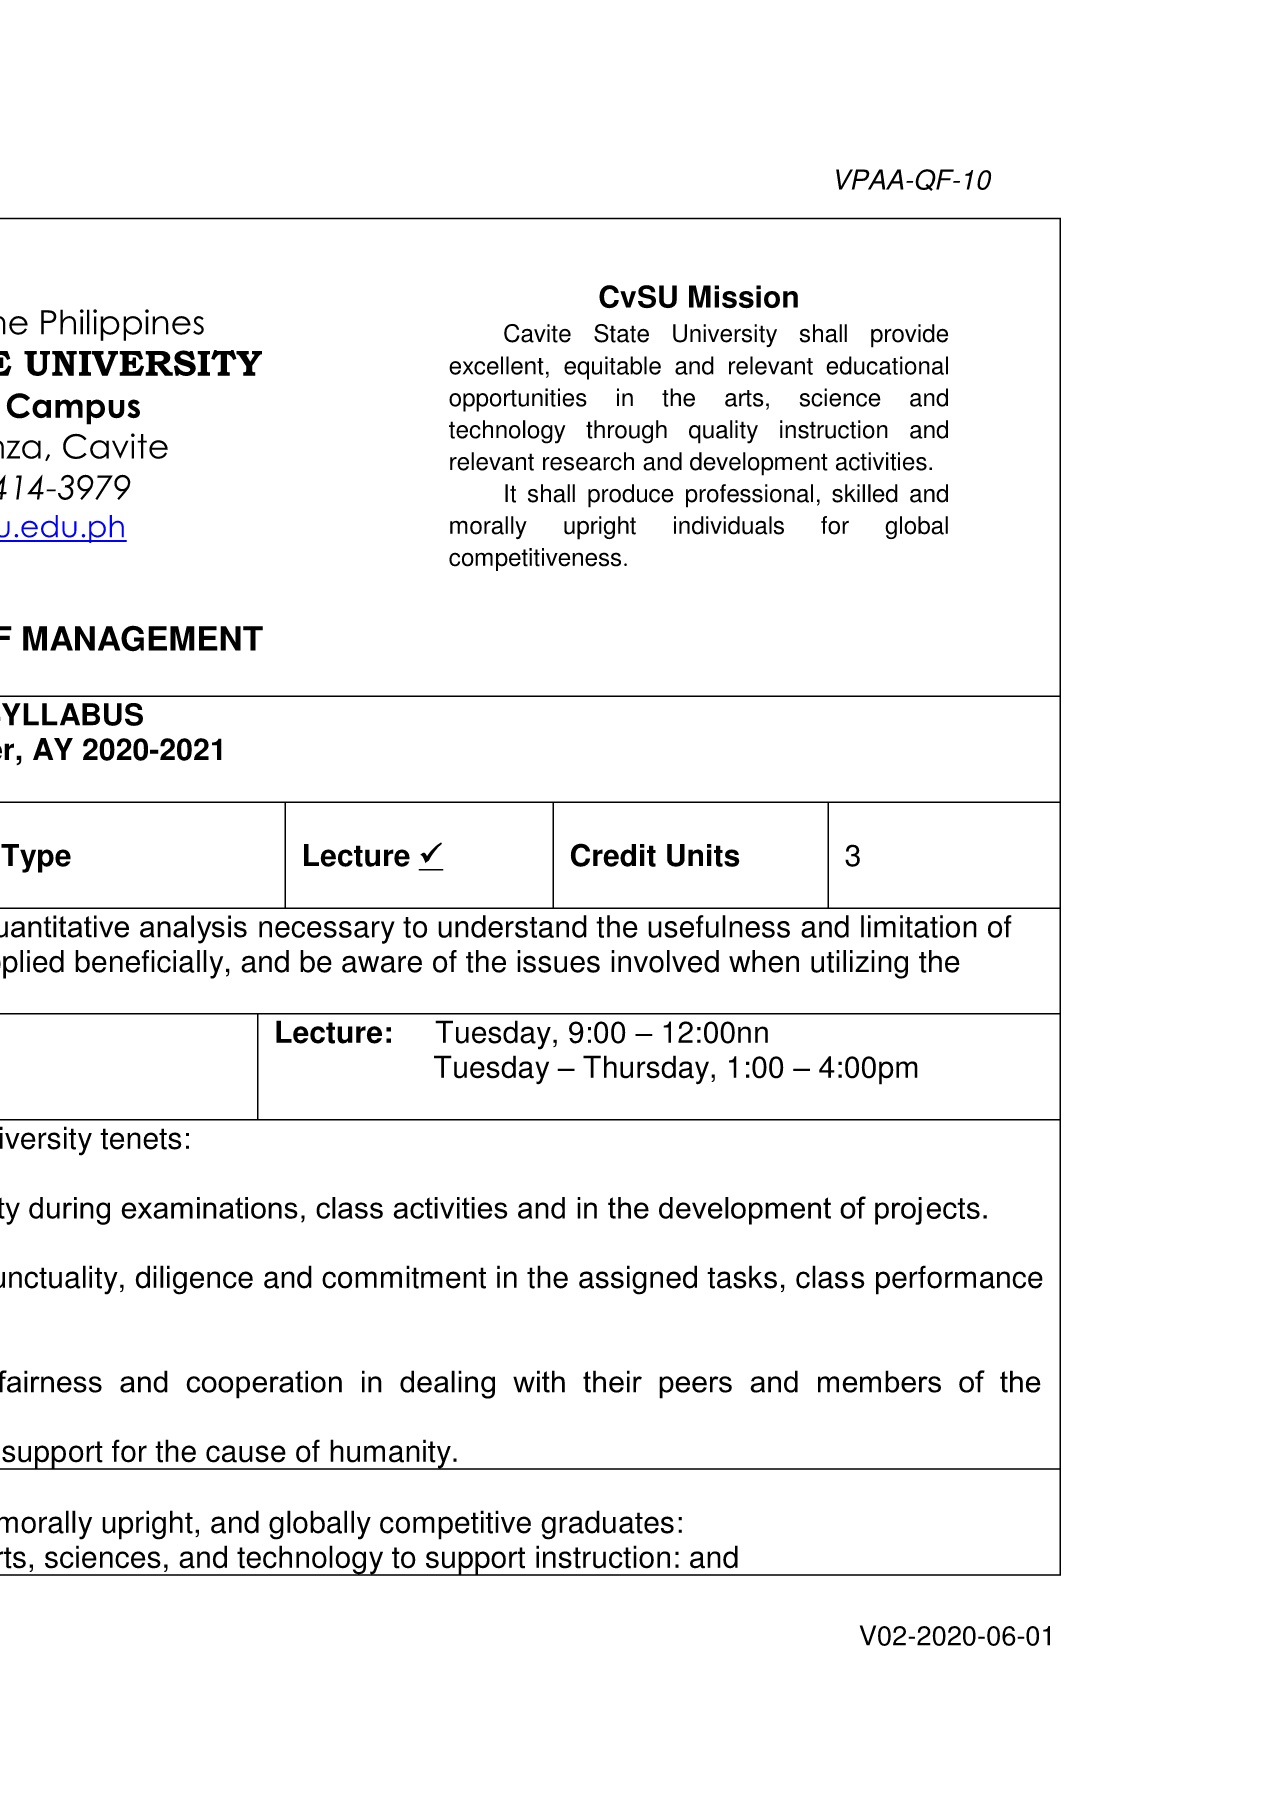 VPAA-QF-10
ne Philippines
E UNIVERSITY
Campus
nza, Cavite
414-3979
u.edu.ph
CvSU Mission
Cavite State University shall provide
excellent, equitable and relevant educational
opportunities in the arts, science and
technology through quality instruction and
relevant research and development activities.
It shall produce professional, skilled and
morally upright individuals for global
competitiveness.
F MANAGEMENT
SYLLABUS
er, AY 2020-2021
Type Lecture ✓ Credit Units 3
uantitative analysis necessary to understand the usefulness and limitation of
pplied beneficially, and be aware of the issues involved when utilizing the
Lecture: Tuesday, 9:00 – 12:00nn
Tuesday – Thursday, 1:00 – 4:00pm
iversity tenets:
ty during examinations, class activities and in the development of projects.
unctuality, diligence and commitment in the assigned tasks, class performance
fairness and cooperation in dealing with their peers and members of the
support for the cause of humanity.
morally upright, and globally competitive graduates:
rts, sciences, and technology to support instruction: and
V02-2020-06-01